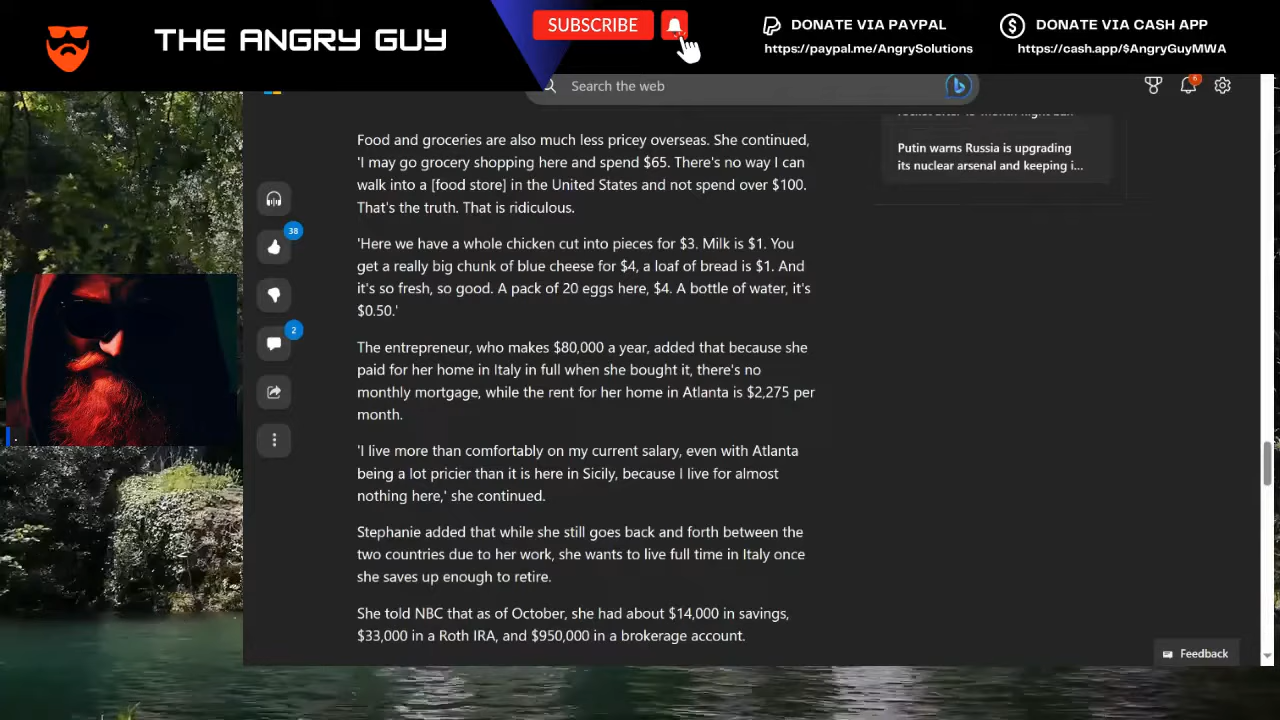 THE ANGRY GUY
SUBSCRIBE
DONATE VIA PAYPAL
https://paypal.me/AngrySolutions
DONATE VIA CASH APP
https://cash.app/$AngryGuyMWA
Search the web
6
Food and groceries are also much less pricey overseas. She continued,
'I may go grocery shopping here and spend $65. There's no way I can
walk into a [food store] in the United States and not spend over $100.
That's the truth. That is ridiculous.
'Here we have a whole chicken cut into pieces for $3. Milk is $1. You
get a really big chunk of blue cheese for $4, a loaf of bread is $1. And
it's so fresh, so good. A pack of 20 eggs here, $4. A bottle of water, it's
$0.50.'
The entrepreneur, who makes $80,000 a year, added that because she
paid for her home in Italy in full when she bought it, there's no
monthly mortgage, while the rent for her home in Atlanta is $2,275 per
month.
'I live more than comfortably on my current salary, even with Atlanta
being a lot pricier than it is here in Sicily, because I live for almost
nothing here,' she continued.
Stephanie added that while she still goes back and forth between the
two countries due to her work, she wants to live full time in Italy once
she saves up enough to retire.
She told NBC that as of October, she had about $14,000 in savings,
$33,000 in a Roth IRA, and $950,000 in a brokerage account.
38
2
Putin warns Russia is upgrading
its nuclear arsenal and keeping i...
Feedback